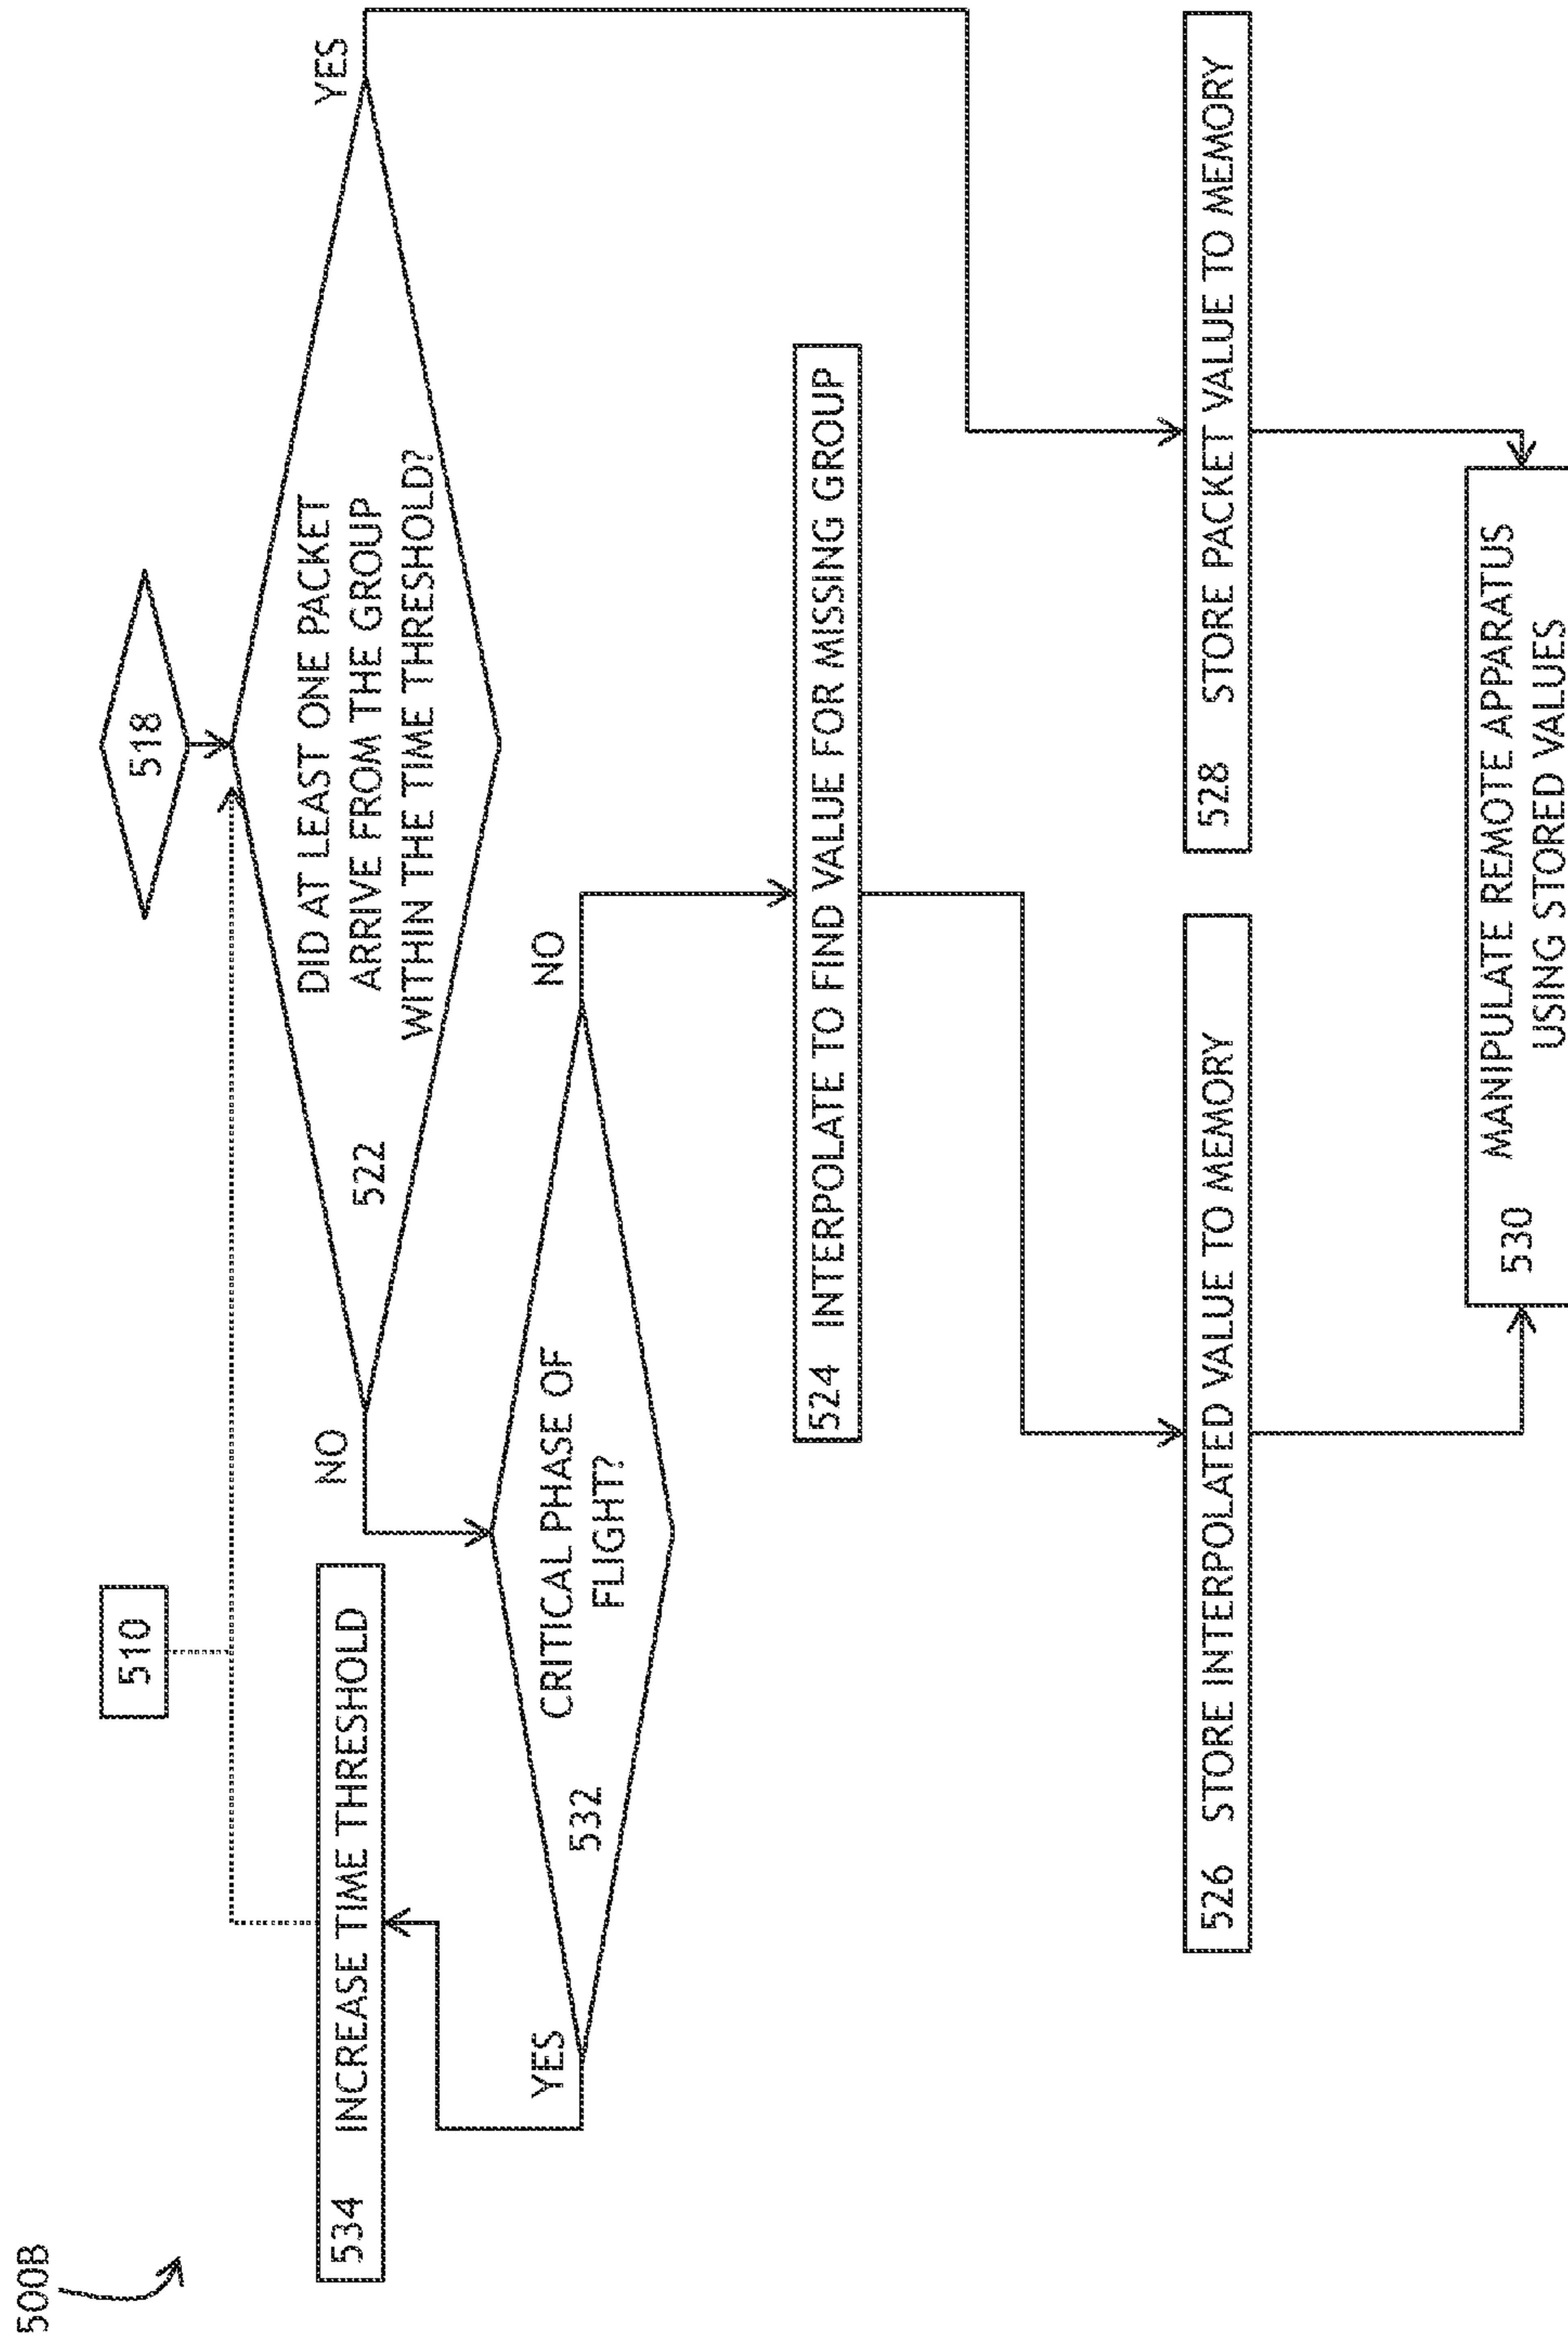 500B
510
518
534 INCREASE TIME THRESHOLD
NO
YES
DID AT LEAST ONE PACKET
ARRIVE FROM THE GROUP
WITHIN THE TIME THRESHOLD?
522
YES
CRITICAL PHASE OF
FLIGHT?
532
NO
524 INTERPOLATE TO FIND VALUE FOR MISSING GROUP
526 STORE INTERPOLATED VALUE TO MEMORY
528 STORE PACKET VALUE TO MEMORY
530 MANIPULATE REMOTE APPARATUS
USING STORED VALUES